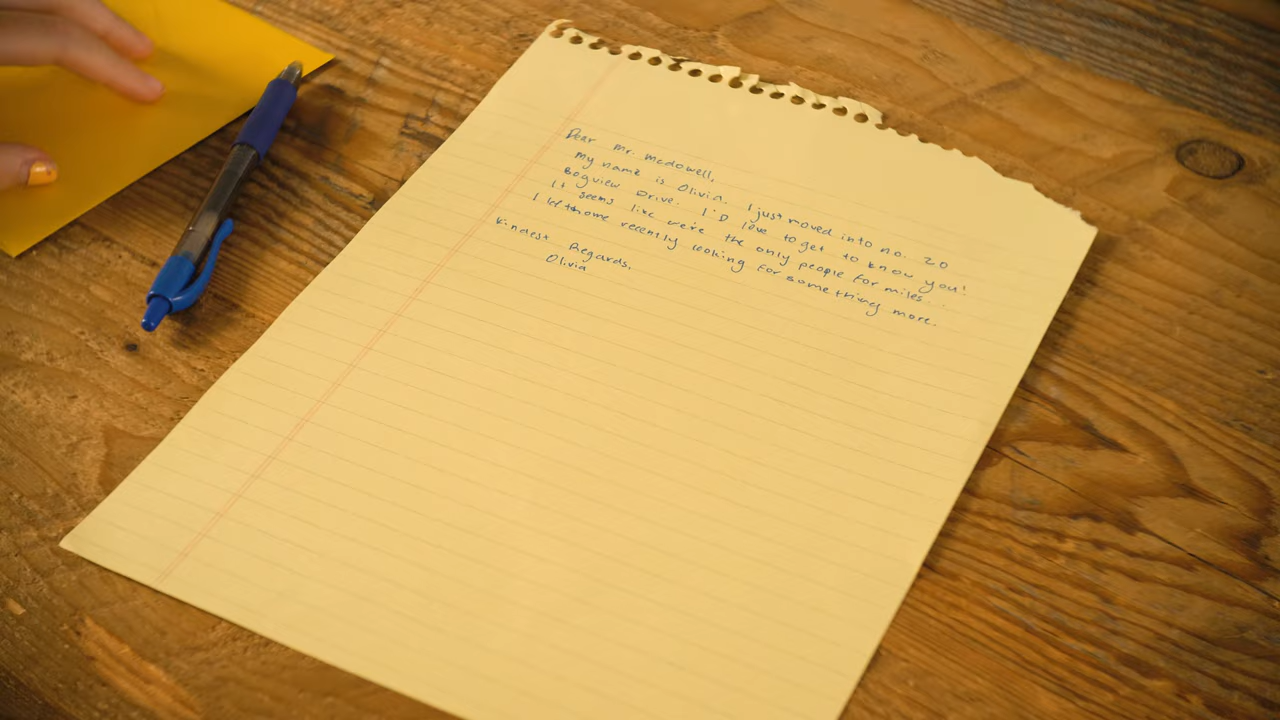 Dear Mr. McDowell,
My name is Olivia. I just moved into no. 20
Bogview Drive. I'D love to get to know you!
It seems like we're the only people for miles...
I left home recently looking for something more.
Kindest Regards,
Olivia